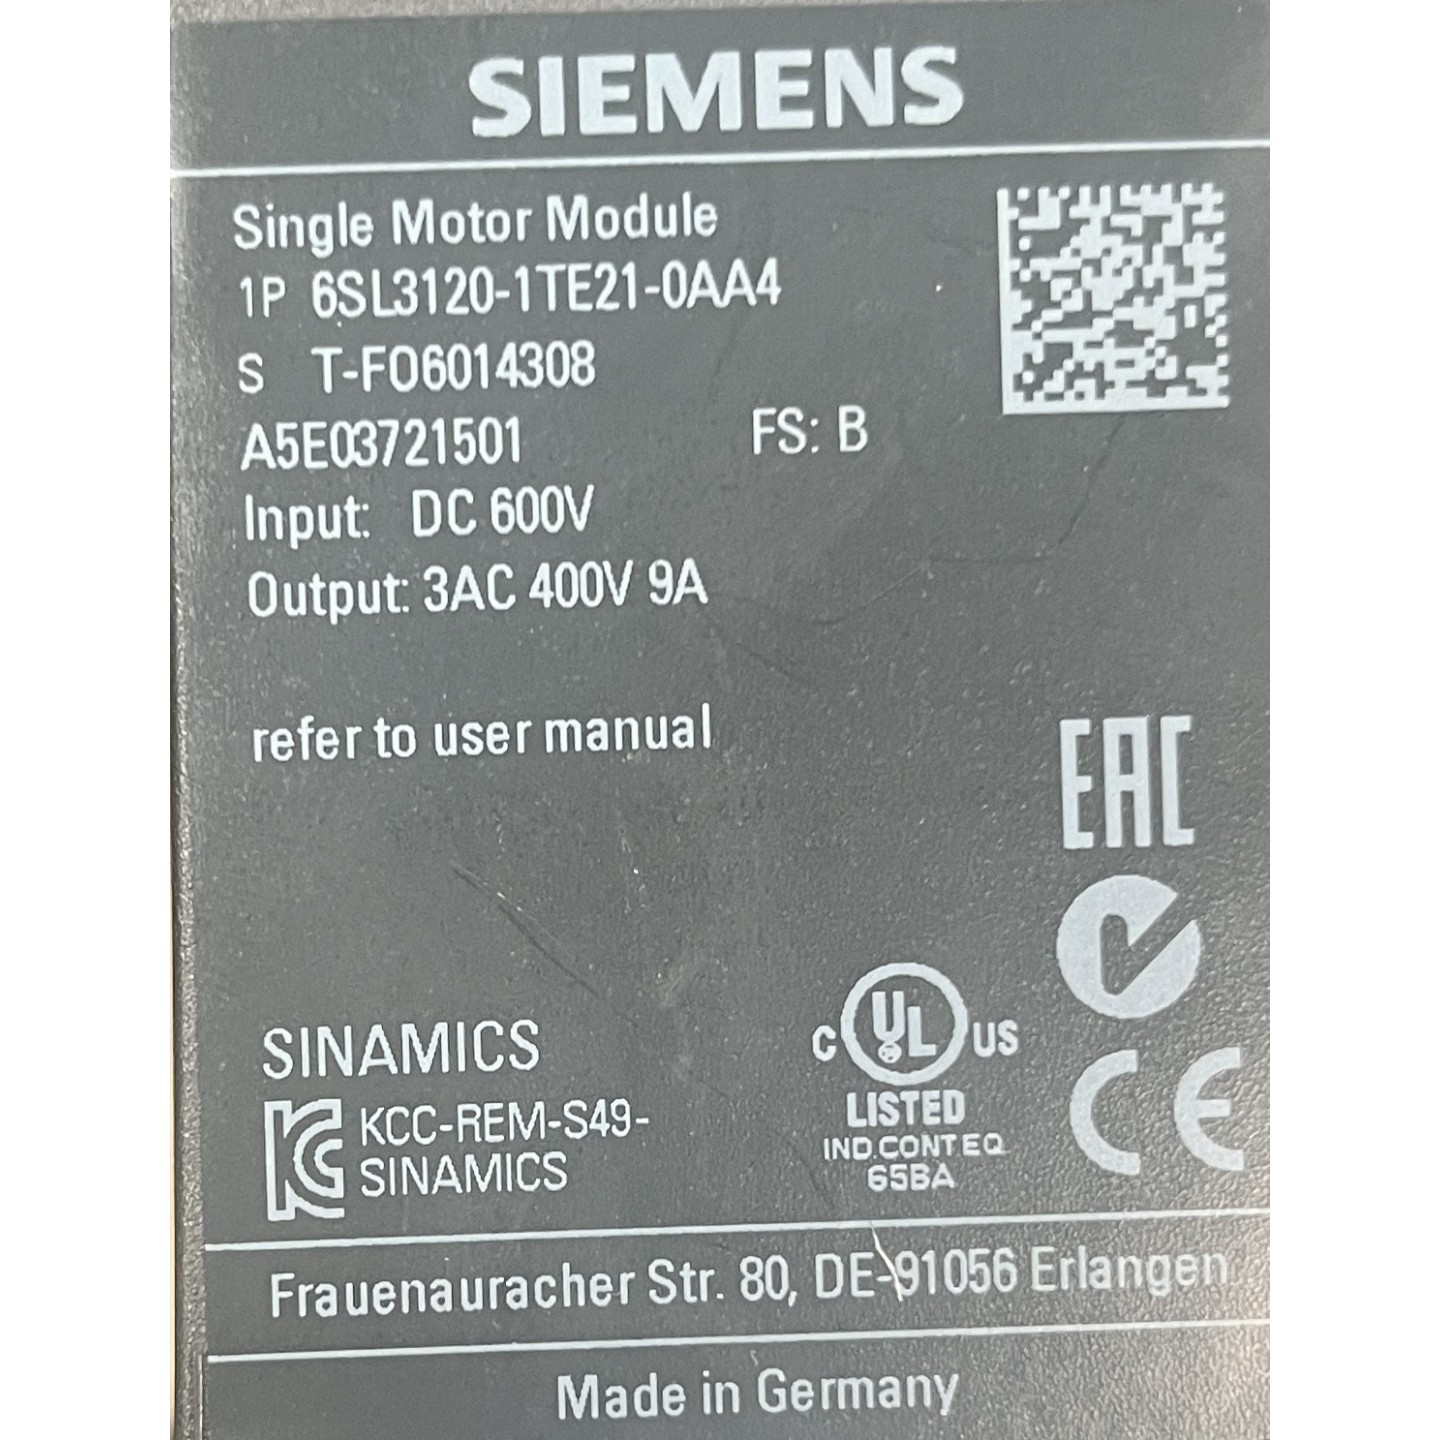 SIEMENS
Single Motor Module
1P 6SL3120-1TE21-0AA4
S T-FO6014308
A5E03721501 FS: B
Input: DC 600V
Output: 3AC 400V 9A
refer to user manual
EAC
SINAMICS
C UL US
LISTED
IND.CONT.EQ
65BA
CE
KC KCC-REM-S49-
SINAMICS
Frauenauracher Str. 80, DE-91056 Erlangen
Made in Germany